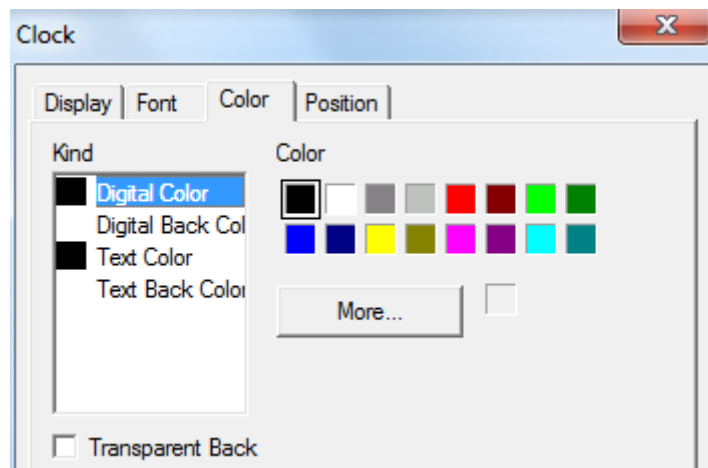 Clock
Display Font Color Position
Kind Color
Digital Color
Digital Back Col
Text Color
Text Back Color
More...
Transparent Back